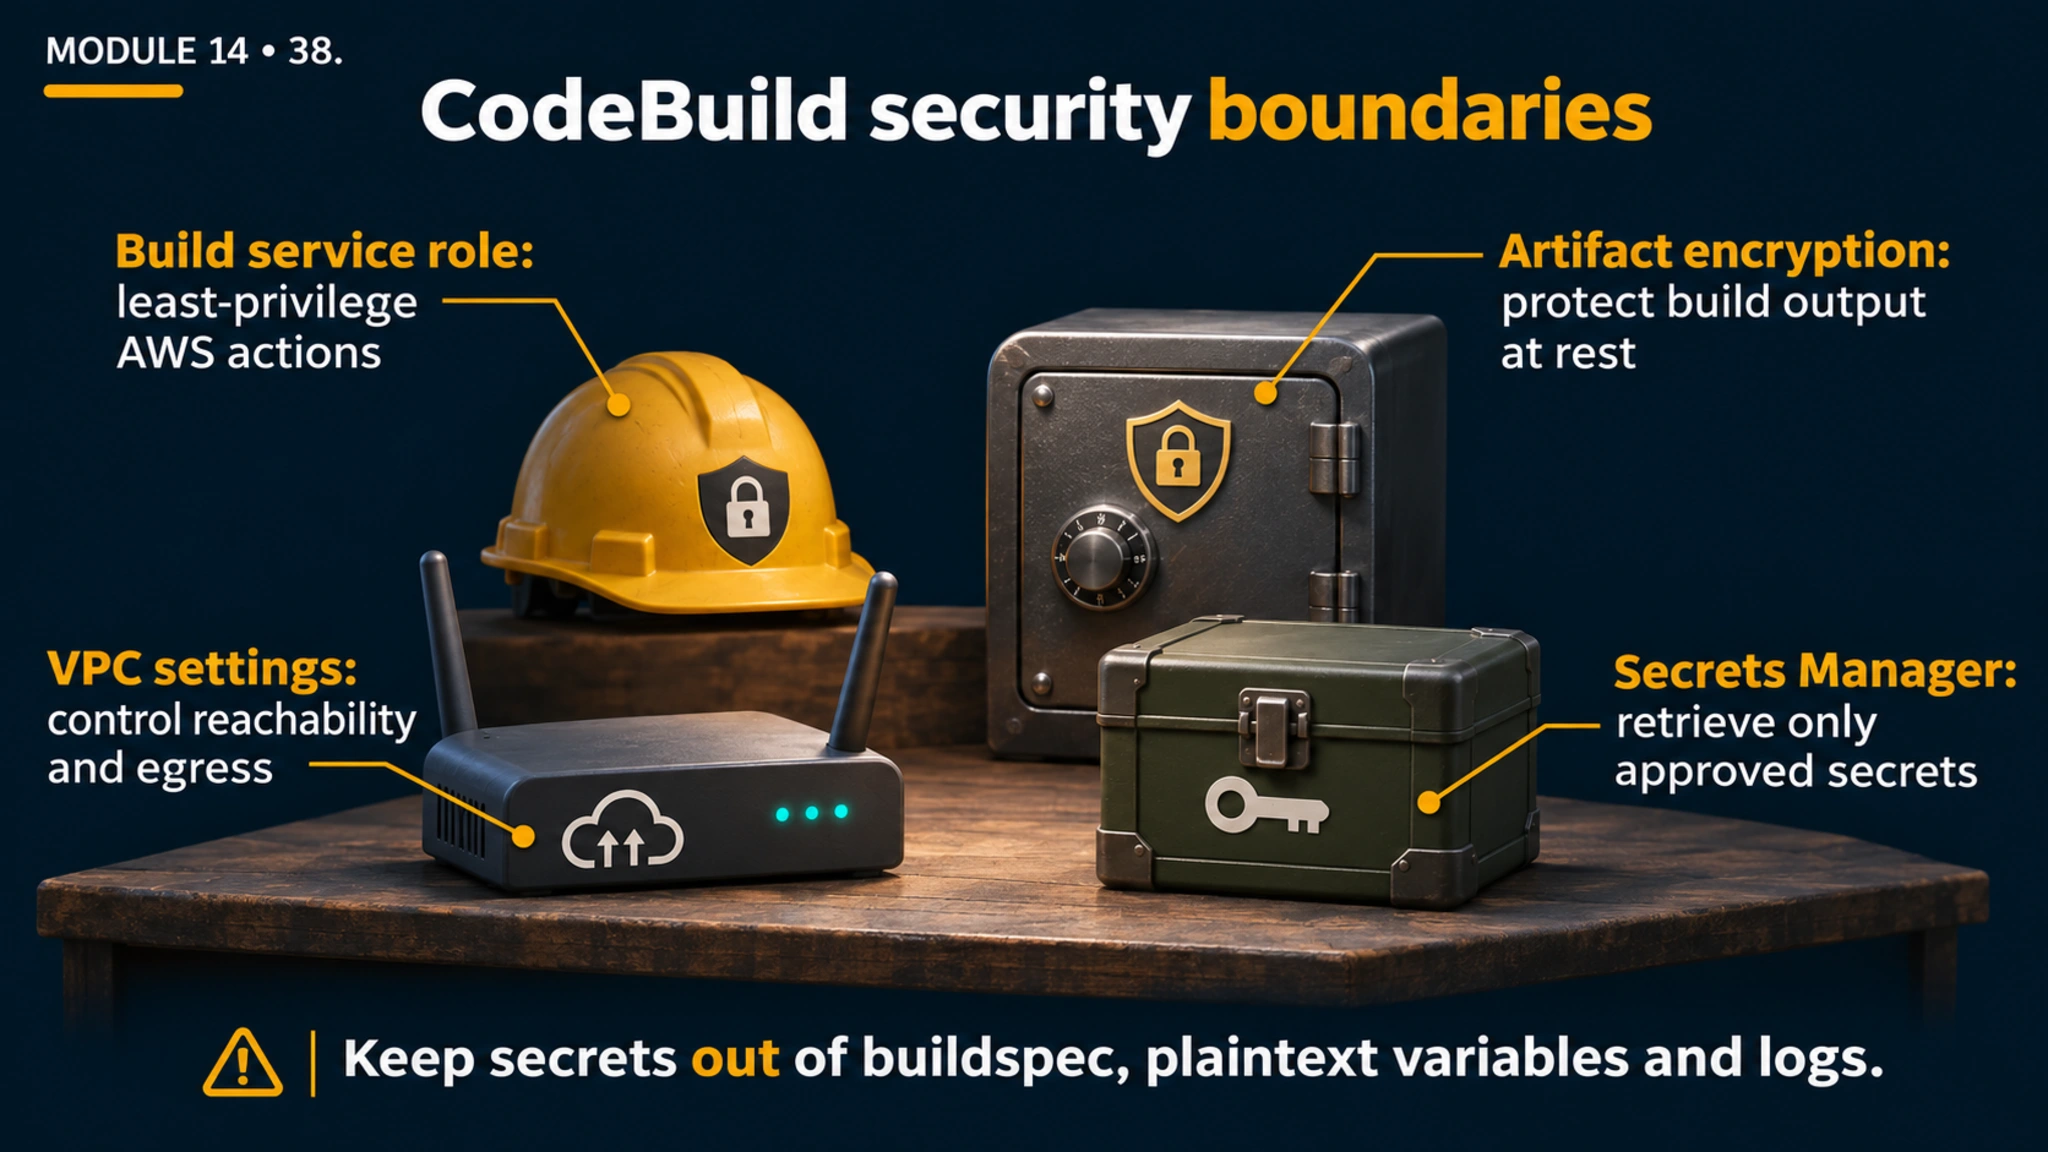 MODULE 14 • 38.
CodeBuild security boundaries
Build service role:
least-privilege
AWS actions
Artifact encryption:
protect build output
at rest
VPC settings:
control reachability
and egress
Secrets Manager:
retrieve only
approved secrets
Keep secrets out of buildspec, plaintext variables and logs.